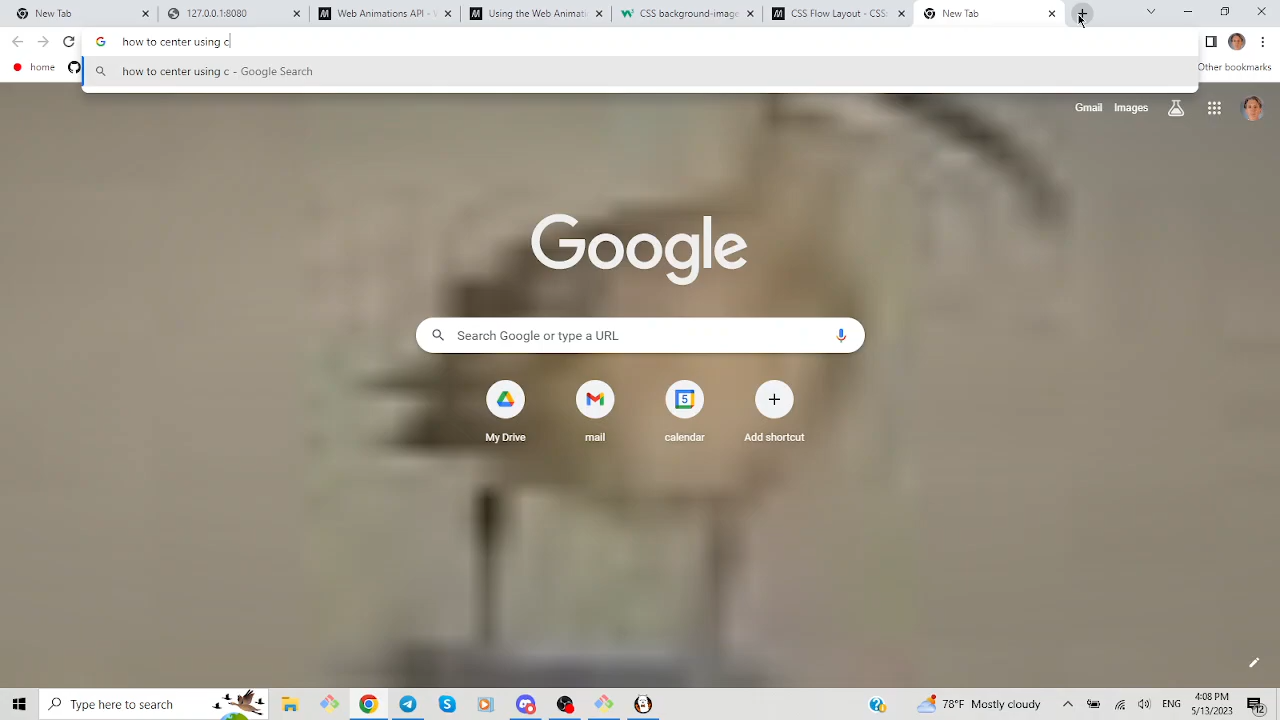 New Tab
127.0.0.1:8080
Web Animations API -
Using the Web Animati
CSS background-image
CSS Flow Layout - CSS:
New Tab
how to center using c
home
how to center using c - Google Search
Other bookmarks
Gmail
Images
Google
Search Google or type a URL
My Drive
mail
5
calendar
Add shortcut
Type here to search
78°F Mostly cloudy
ENG
4:08 PM
5/13/2023
12